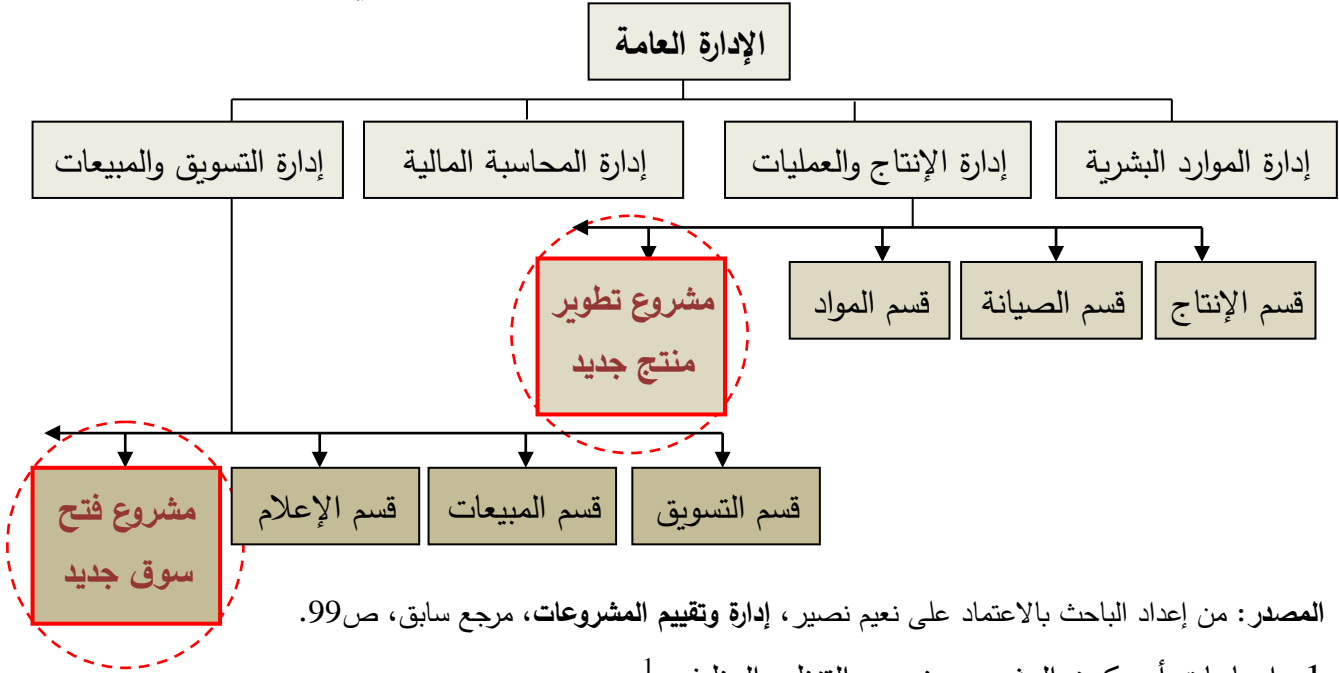 الإدارة العامة
إدارة الموارد البشرية
إدارة الإنتاج والعمليات
إدارة المحاسبة المالية
إدارة التسويق والمبيعات
قسم الإنتاج
قسم الصيانة
قسم المواد
مشروع تطوير
منتج جديد
قسم التسويق
قسم المبيعات
قسم الإعلام
مشروع فتح
سوق جديد
المصدر: من إعداد الباحث بالاعتماد على نعيم نصير، إدارة وتقييم المشروعات، مرجع سابق، ص99.